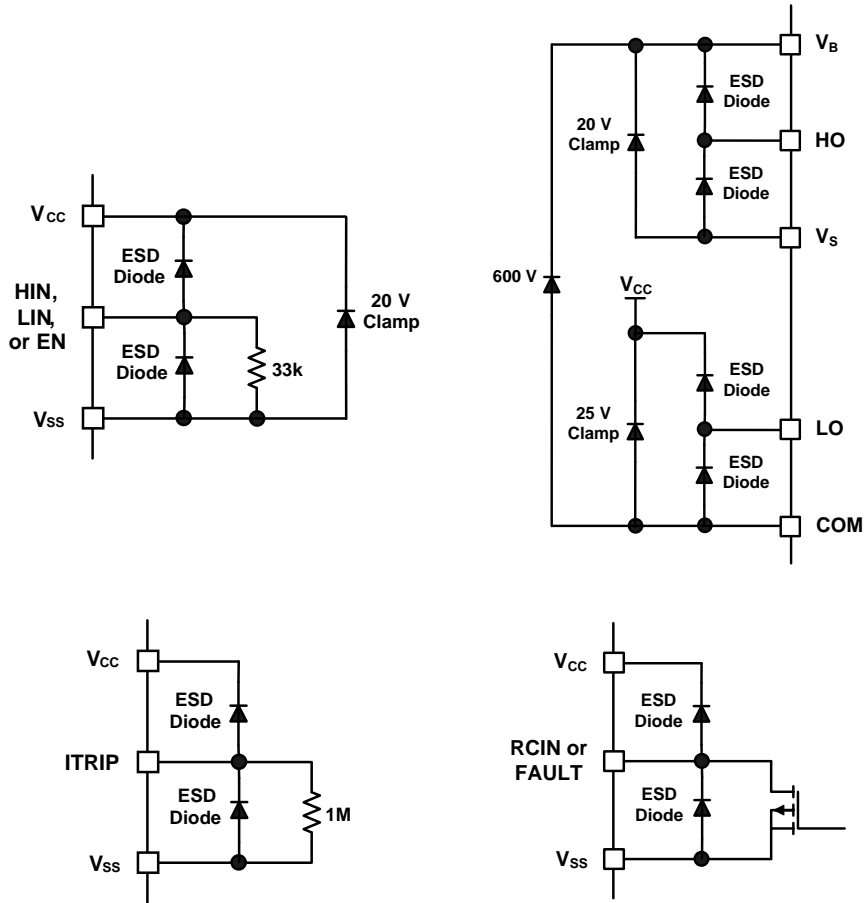 VCC
ESD
Diode
HIN,
LIN,
or EN
ESD
Diode
33k
20 V
Clamp
VSS
VB
ESD
Diode
20 V
Clamp
HO
ESD
Diode
VS
600 V
VCC
ESD
Diode
25 V
Clamp
LO
ESD
Diode
COM
VCC
ESD
Diode
ITRIP
ESD
Diode
1M
VSS
VCC
ESD
Diode
RCIN or
FAULT
ESD
Diode
VSS